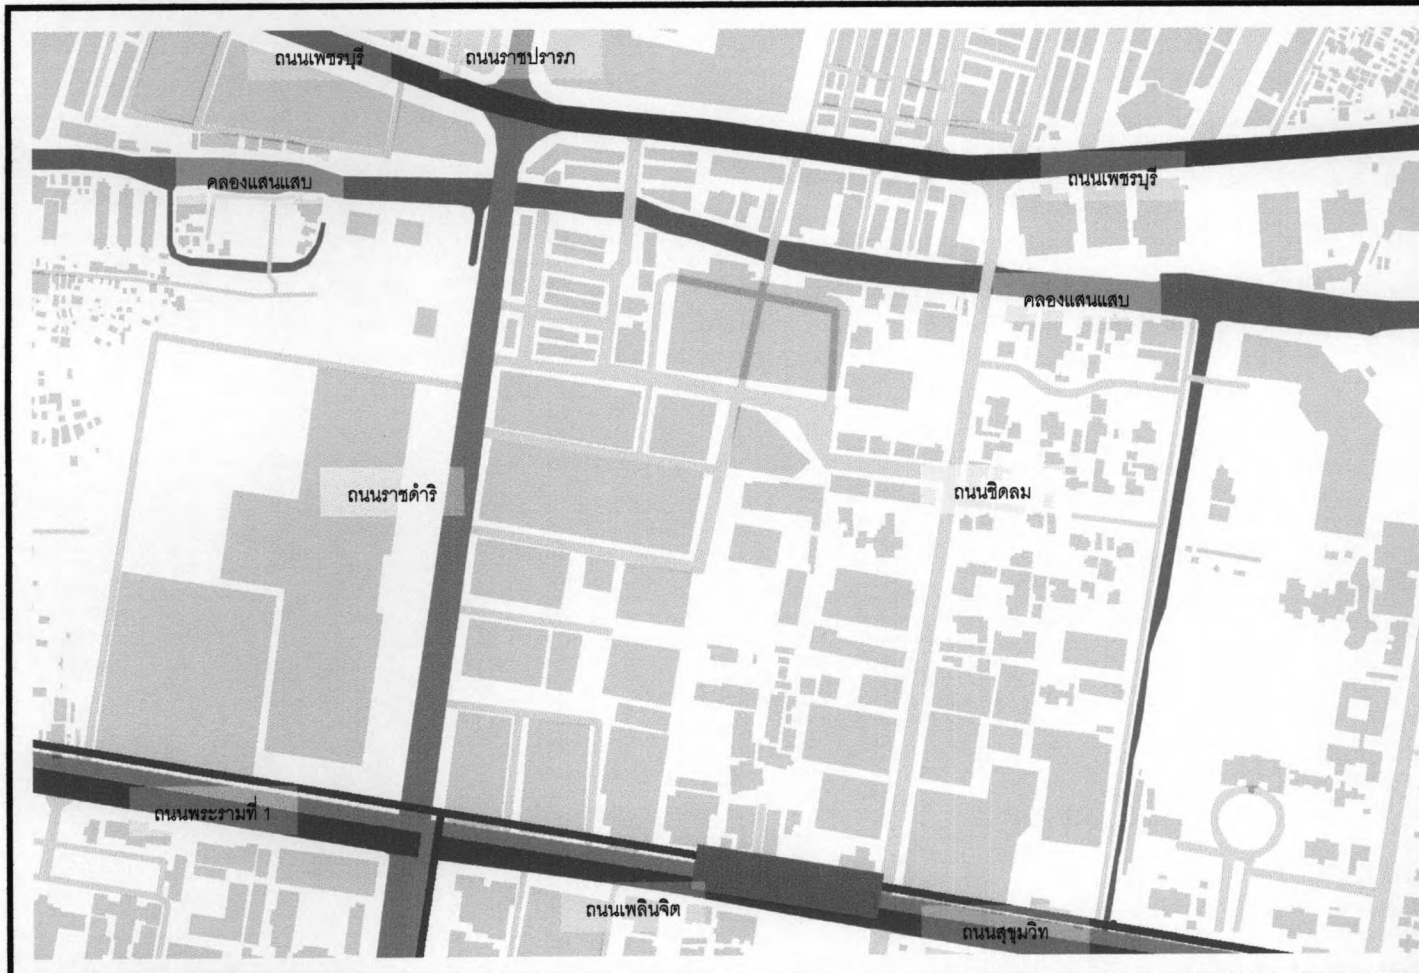 ถนนเพชรบุรี
ถนนราชปรารภ
ถนนเพชรบุรี
คลองแสนแสบ
คลองแสนแสบ
ถนนราชดำริ
ถนนชิดลม
ถนนพระรามที่ 1
ถนนเพลินจิต
ถนนสุขุมวิท